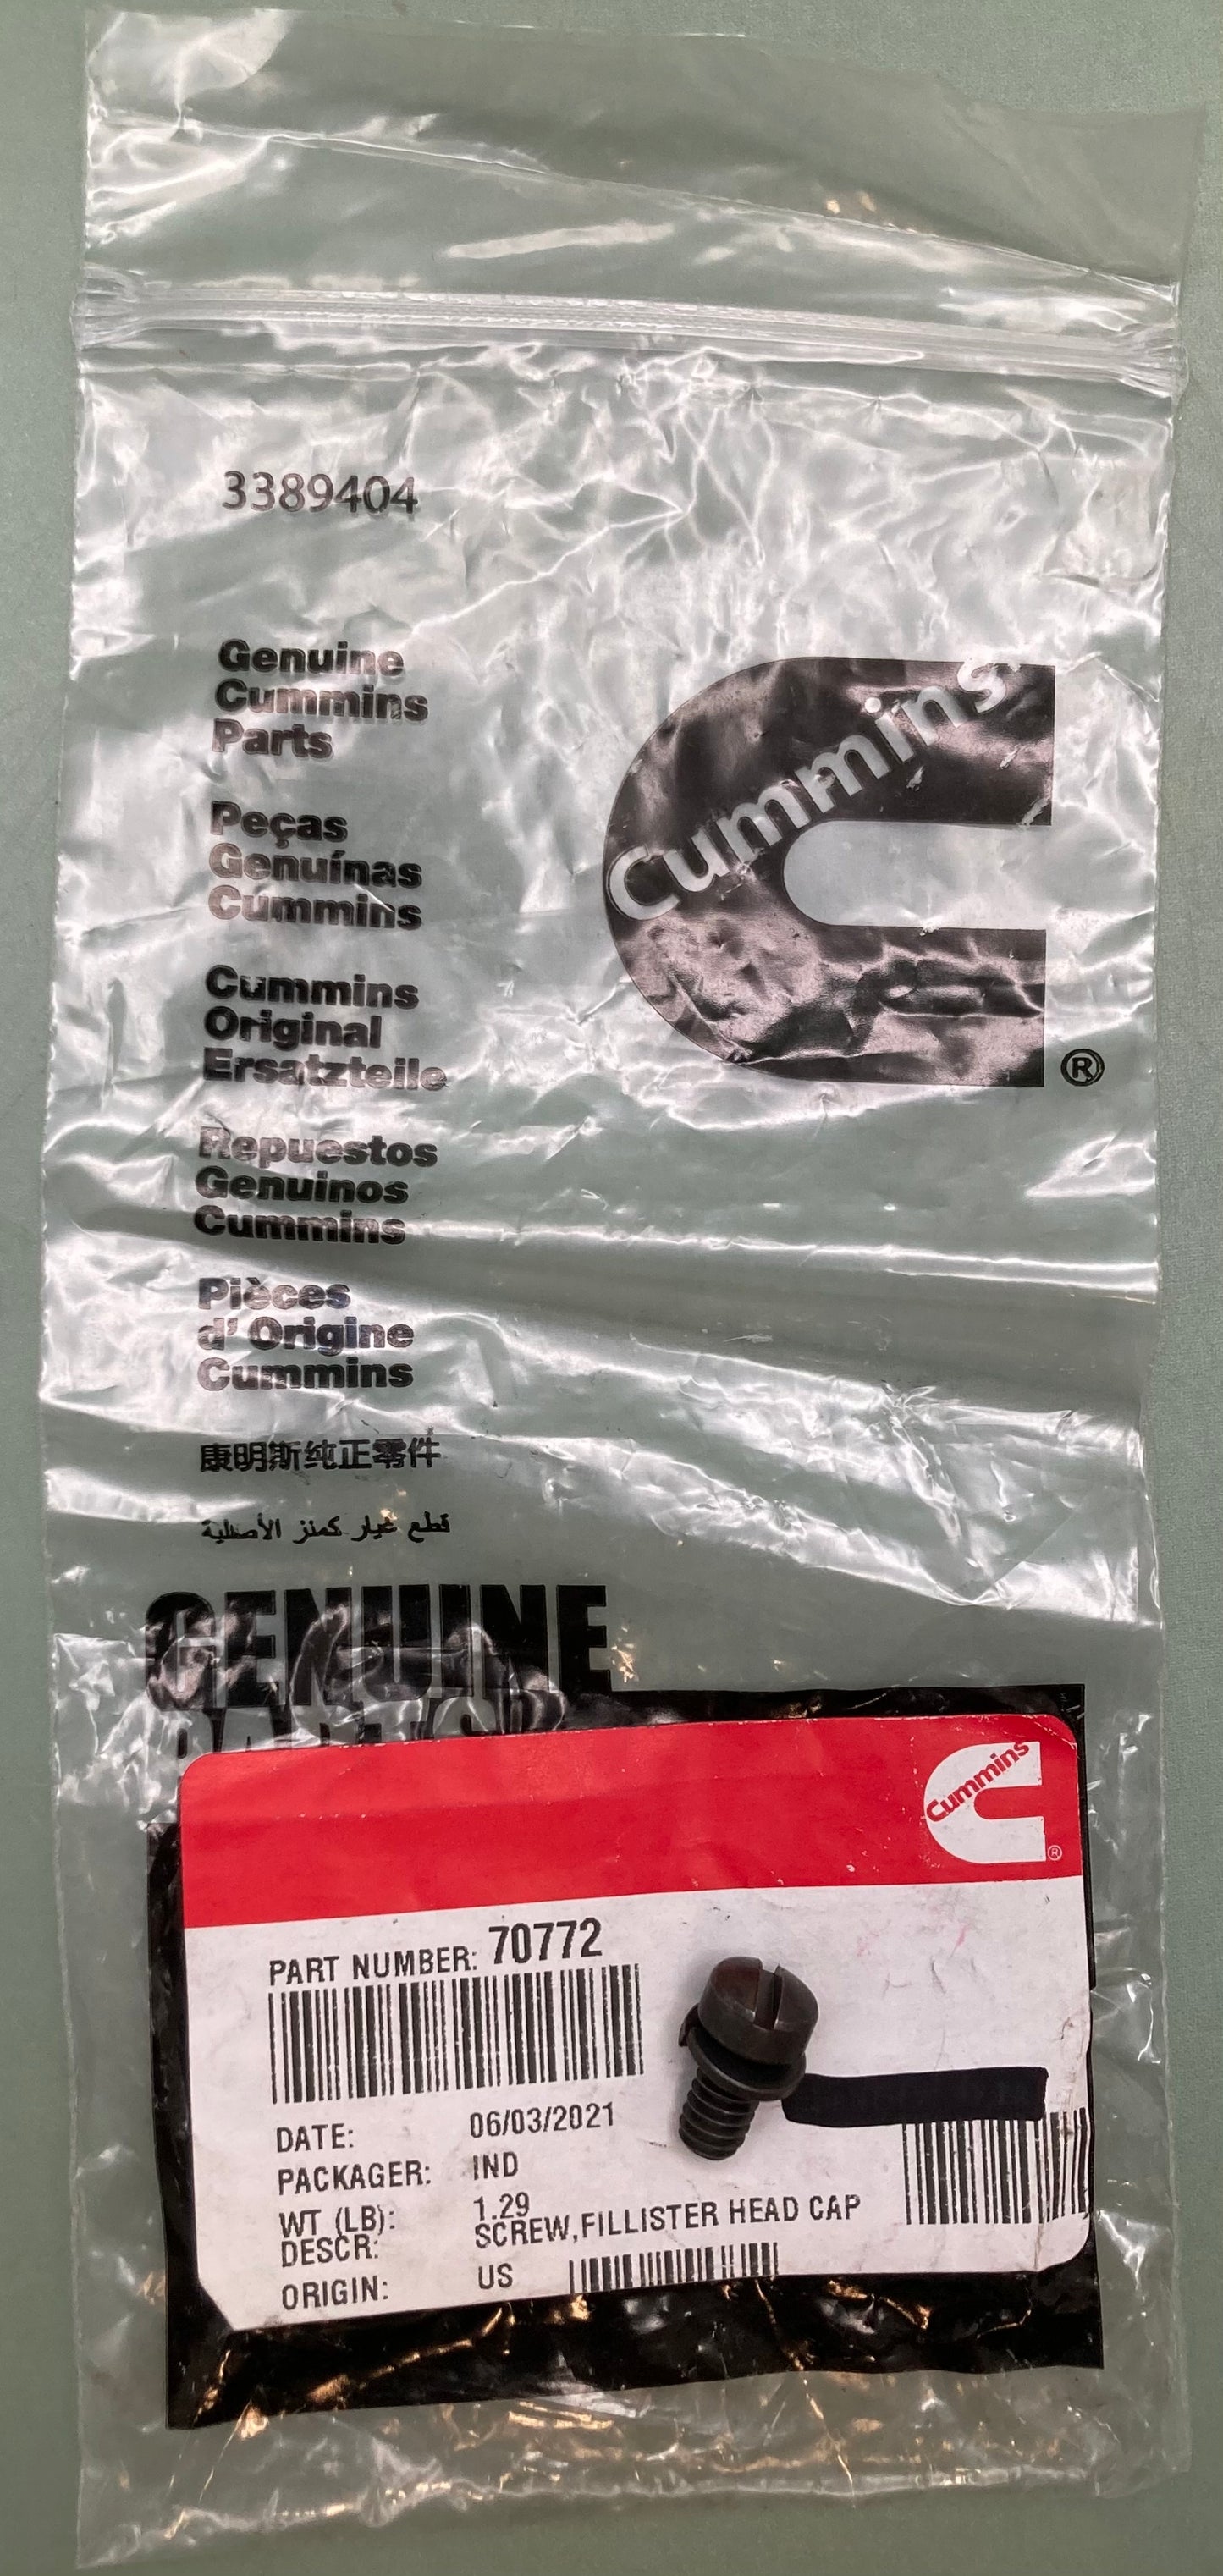 3389404
Genuine
Cummins
Parts
Cummins
®
Peças
Genuínas
Cummins
Cummins
Original
Ersatzteile
Repuestos
Genuinos
Cummins
Pièces
d' Origine
Cummins
康明斯纯正零件
قطع غيار كمنز الأصلية
GENUINE
PARTS
Cummins
®
PART NUMBER: 70772
DATE: 06/03/2021
PACKAGER: IND
WT (LB): 1.29
DESCR: SCREW,FILLISTER HEAD CAP
ORIGIN: US